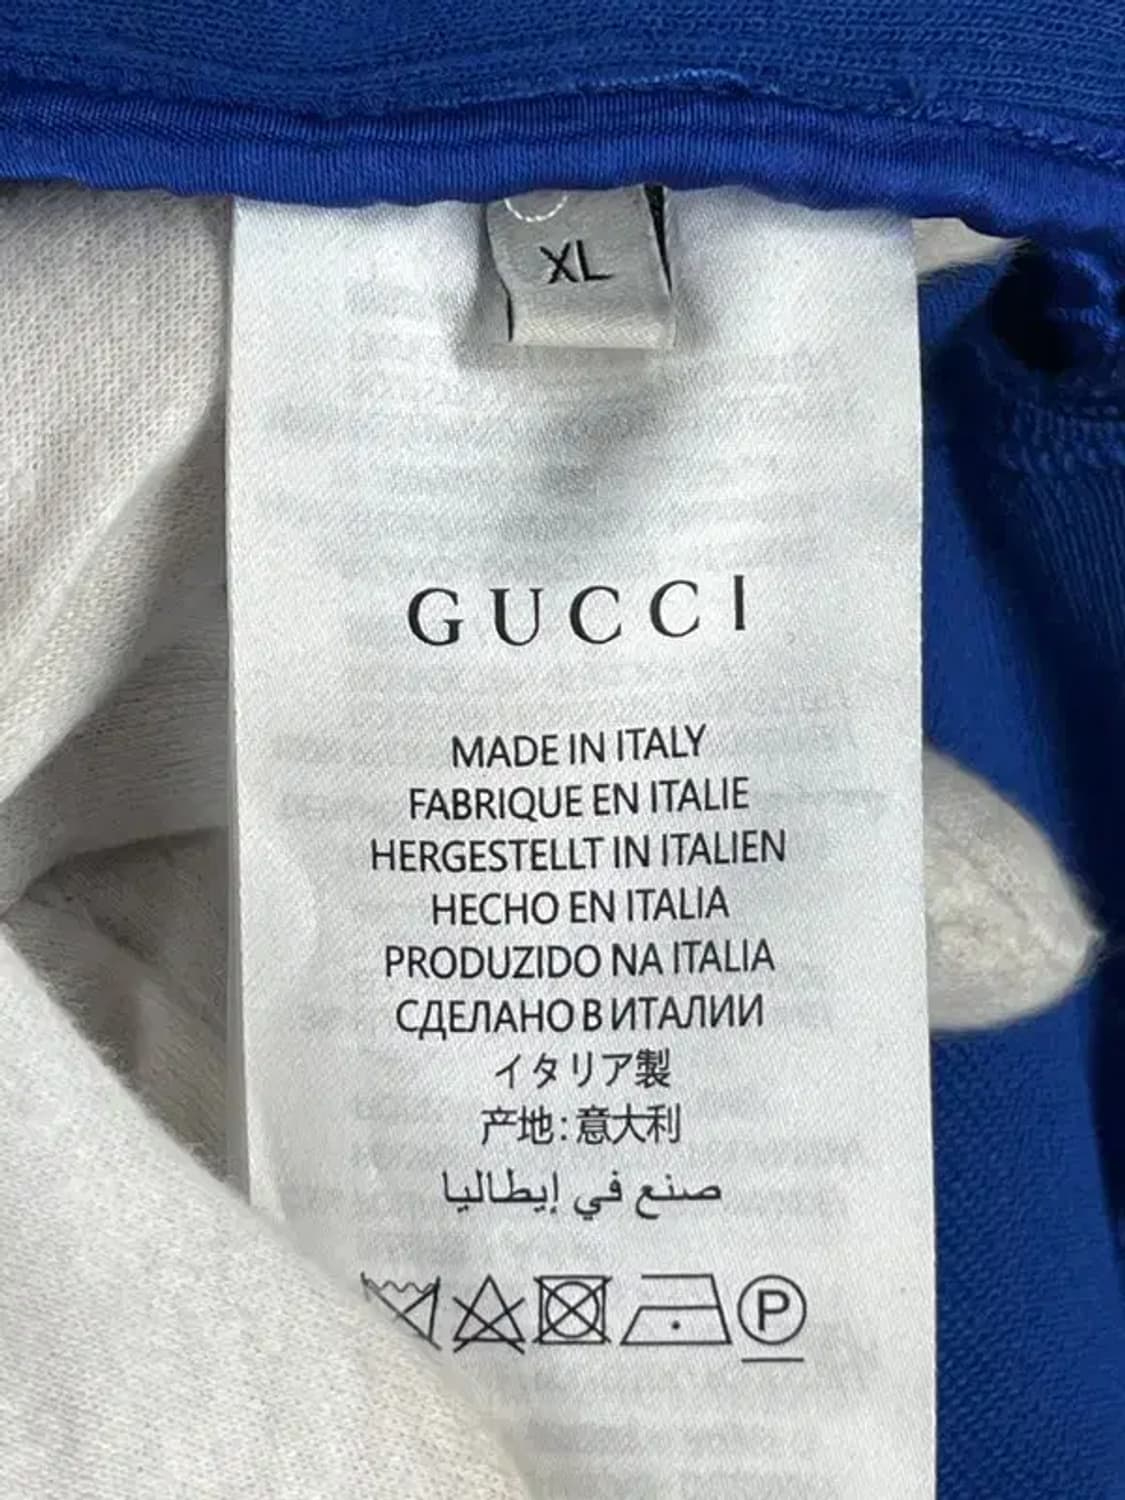 XL
GUCCI
MADE IN ITALY
FABRIQUE EN ITALIE
HERGESTELLT IN ITALIEN
HECHO EN ITALIA
PRODUZIDO NA ITALIA
СДЕЛАНО В ИТАЛИИ
イタリア製
产地:意大利
صنع في إيطاليا
P